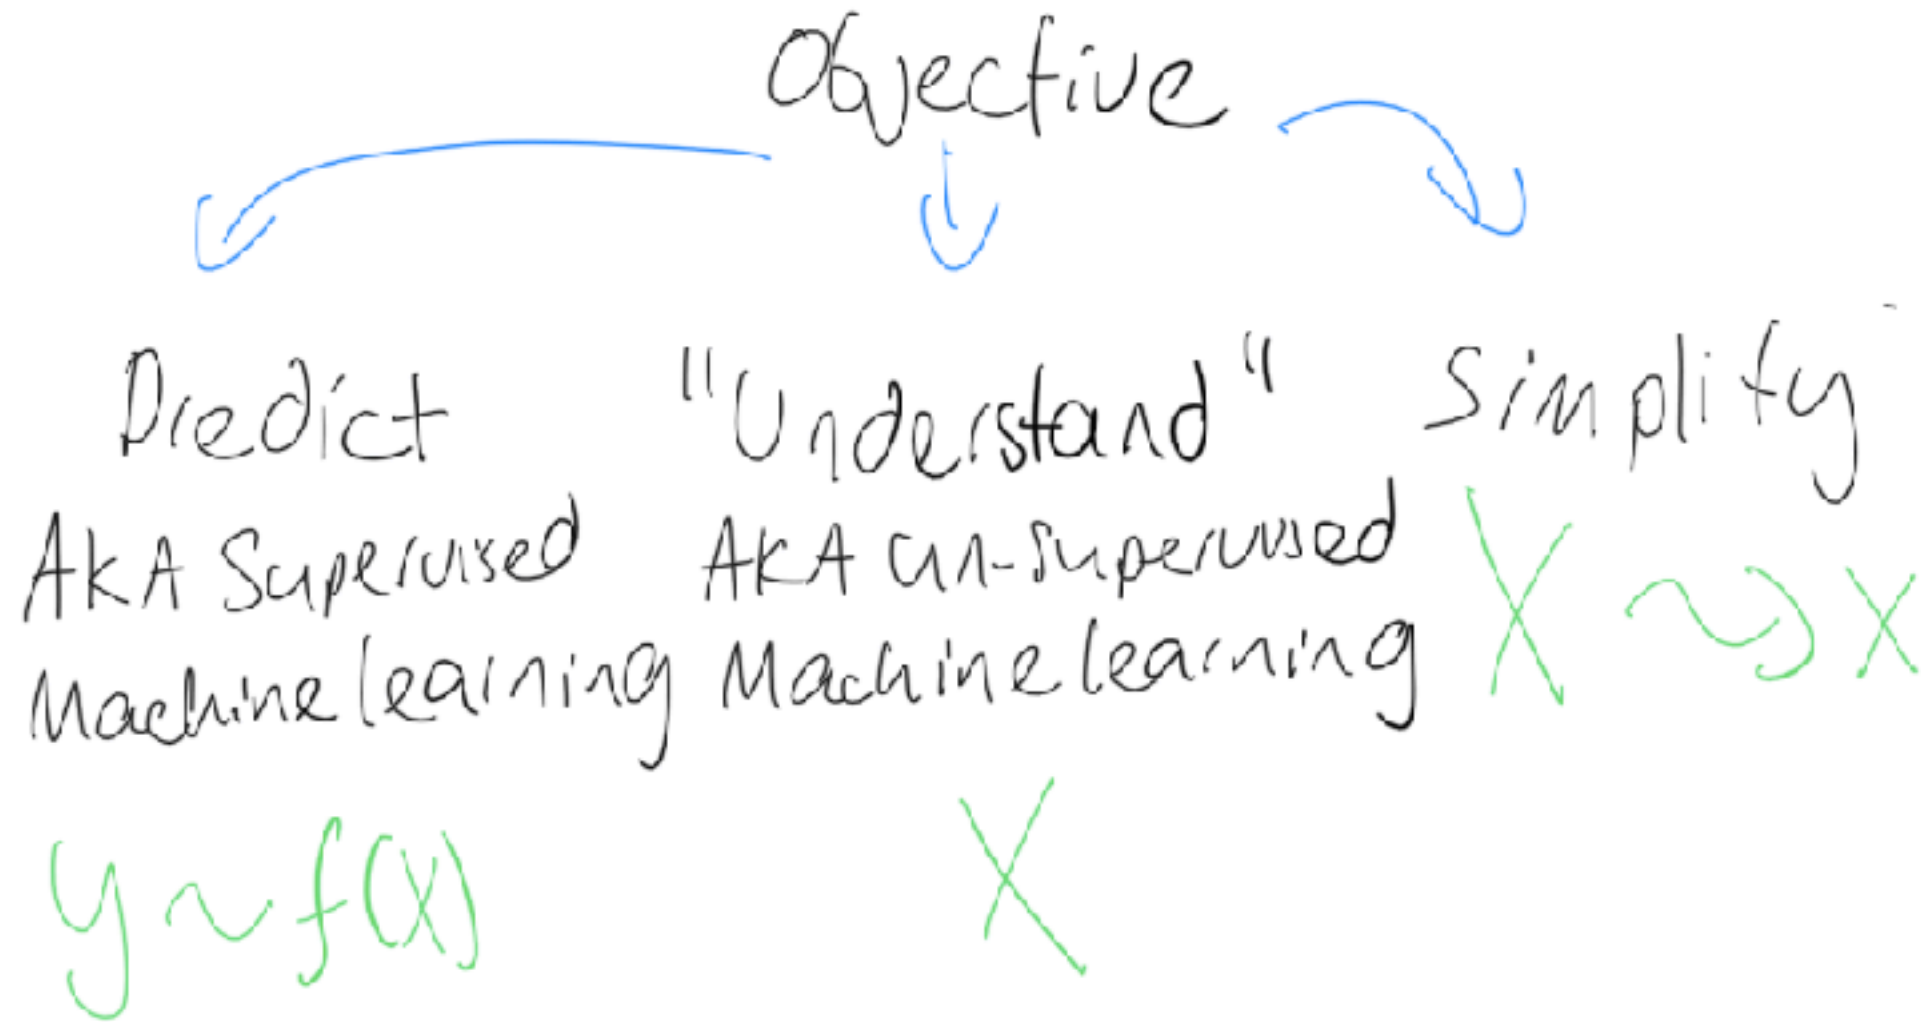 Objective
Predict "Understand" Simplify
AKA Supervised AKA un-supervised X ~> x
Machine learning Machine learning
y ~ f(x) X